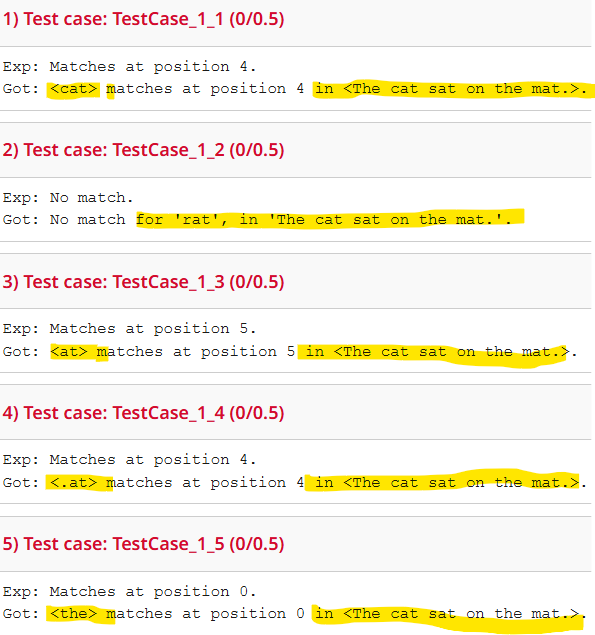 1) Test case: TestCase_1_1 (0/0.5)
Exp: Matches at position 4.
Got: <cat> matches at position 4 in <The cat sat on the mat.>.
2) Test case: TestCase_1_2 (0/0.5)
Exp: No match.
Got: No match for 'rat', in 'The cat sat on the mat.'.
3) Test case: TestCase_1_3 (0/0.5)
Exp: Matches at position 5.
Got: <at> matches at position 5 in <The cat sat on the mat.>.
4) Test case: TestCase_1_4 (0/0.5)
Exp: Matches at position 4.
Got: <.at> matches at position 4 in <The cat sat on the mat.>.
5) Test case: TestCase_1_5 (0/0.5)
Exp: Matches at position 0.
Got: <the> matches at position 0 in <The cat sat on the mat.>.